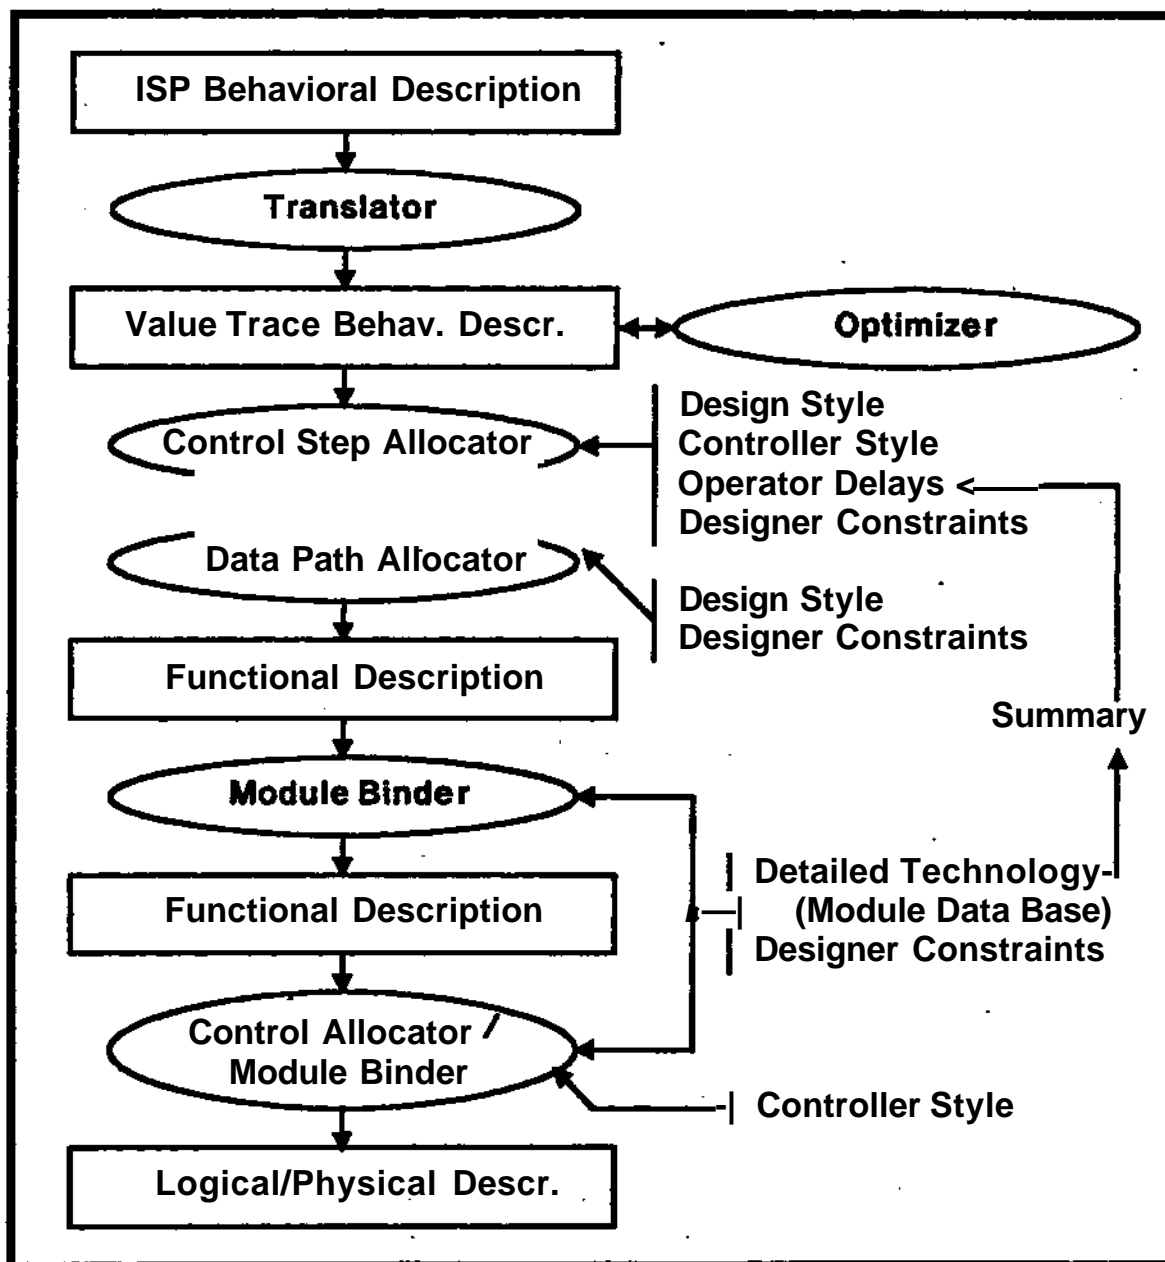 ISP Behavioral Description
Translator
Value Trace Behav. Descr.
Optimizer
Control Step Allocator
Design Style
Controller Style
Operator Delays
Designer Constraints
Data Path Allocator
Design Style
Designer Constraints
Functional Description
Summary
Module Binder
Detailed Technology-
(Module Data Base)
Designer Constraints
Functional Description
Control Allocator /
Module Binder
Controller Style
Logical/Physical Descr.